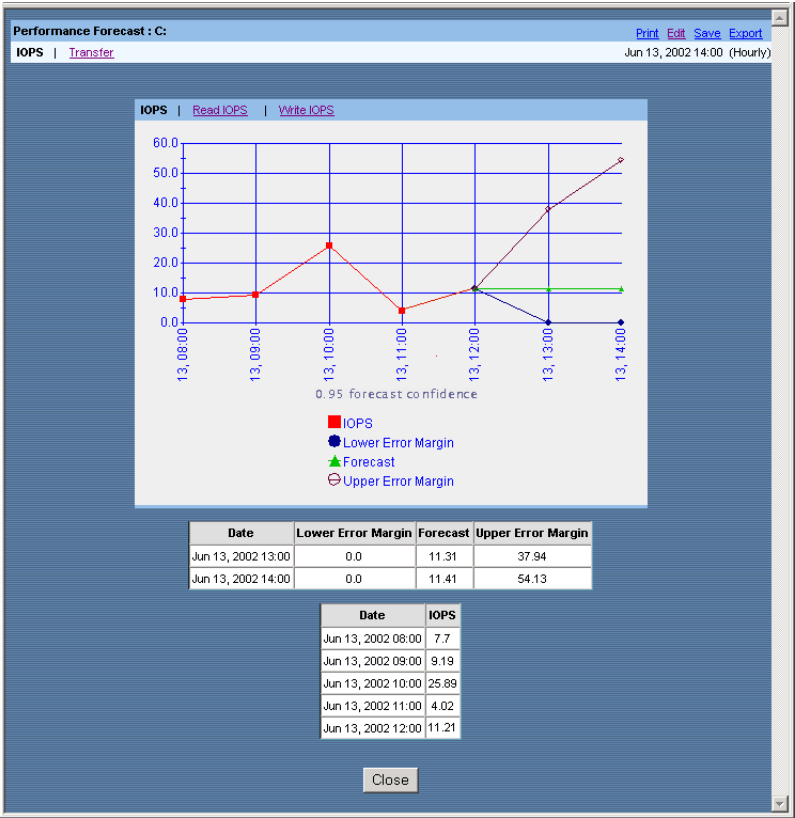 Performance Forecast : C:
Print Edit Save Export
IOPS | Transfer
Jun 13, 2002 14:00 (Hourly)
IOPS | Read IOPS | Write IOPS
60.0
50.0
40.0
30.0
20.0
10.0
0.0
13, 08:00
13, 09:00
13, 10:00
13, 11:00
13, 12:00
13, 13:00
13, 14:00
0.95 forecast confidence
IOPS
Lower Error Margin
Forecast
Upper Error Margin
Date Lower Error Margin Forecast Upper Error Margin
Jun 13, 2002 13:00 0.0 11.31 37.94
Jun 13, 2002 14:00 0.0 11.41 54.13
Date IOPS
Jun 13, 2002 08:00 7.7
Jun 13, 2002 09:00 9.19
Jun 13, 2002 10:00 25.89
Jun 13, 2002 11:00 4.02
Jun 13, 2002 12:00 11.21
Close